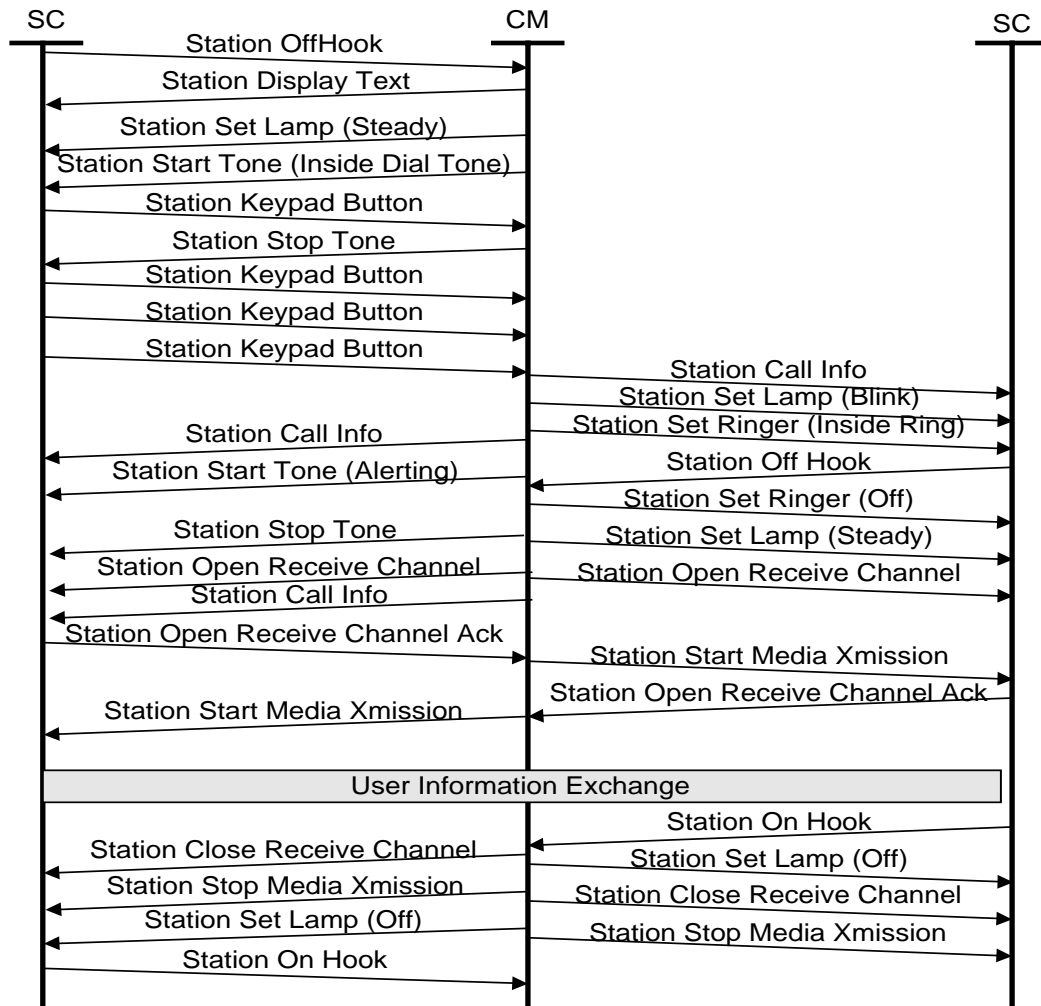 SC
CM
SC
Station OffHook
Station Display Text
Station Set Lamp (Steady)
Station Start Tone (Inside Dial Tone)
Station Keypad Button
Station Stop Tone
Station Keypad Button
Station Keypad Button
Station Keypad Button
Station Call Info
Station Set Lamp (Blink)
Station Set Ringer (Inside Ring)
Station Call Info
Station Off Hook
Station Start Tone (Alerting)
Station Set Ringer (Off)
Station Stop Tone
Station Set Lamp (Steady)
Station Open Receive Channel
Station Open Receive Channel
Station Call Info
Station Open Receive Channel Ack
Station Start Media Xmission
Station Open Receive Channel Ack
Station Start Media Xmission
User Information Exchange
Station On Hook
Station Close Receive Channel
Station Set Lamp (Off)
Station Stop Media Xmission
Station Close Receive Channel
Station Set Lamp (Off)
Station Stop Media Xmission
Station On Hook